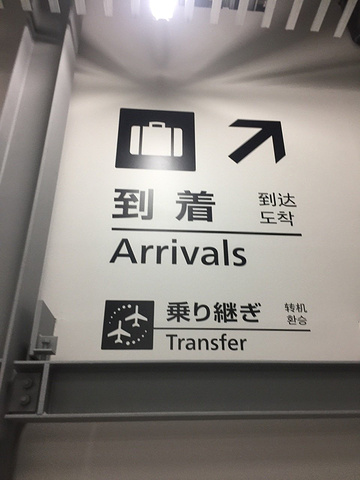 到着 到达
도착
Arrivals
乗り継ぎ 转机
환승
Transfer